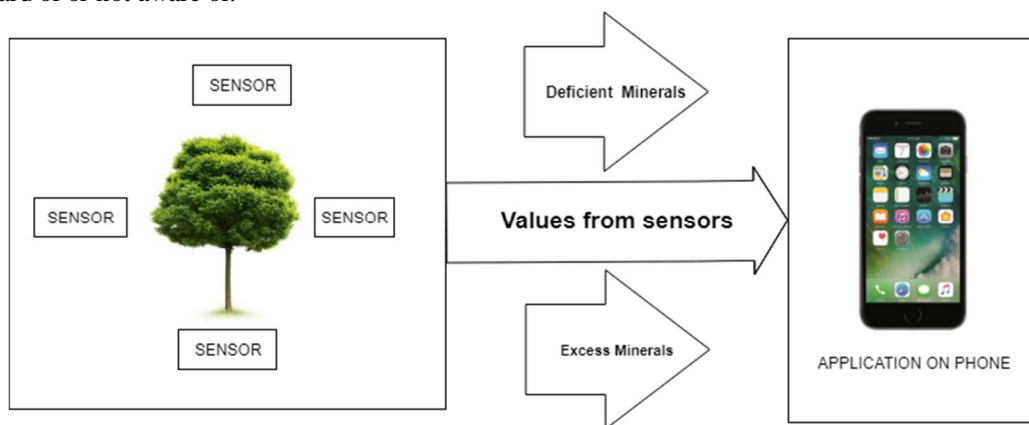 SENSOR
SENSOR
SENSOR
SENSOR
Deficient Minerals
Values from sensors
Excess Minerals
APPLICATION ON PHONE